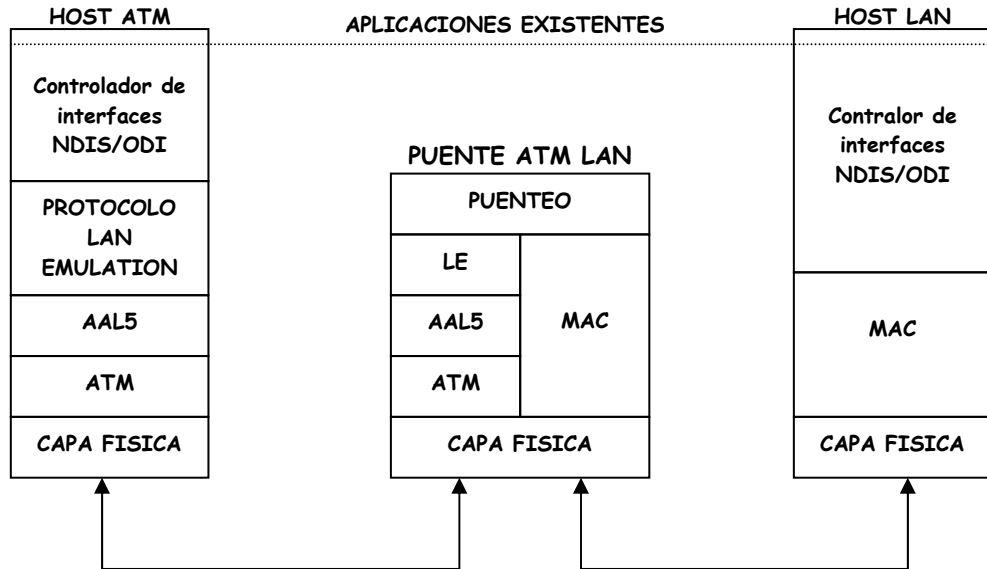 HOST ATM
APLICACIONES EXISTENTES
HOST LAN
Controlador de
interfaces
NDIS/ODI
PROTOCOLO
LAN
EMULATION
AAL5
ATM
CAPA FISICA
PUENTE ATM LAN
PUENTEO
LE
AAL5
ATM
MAC
CAPA FISICA
Contralor de
interfaces
NDIS/ODI
MAC
CAPA FISICA